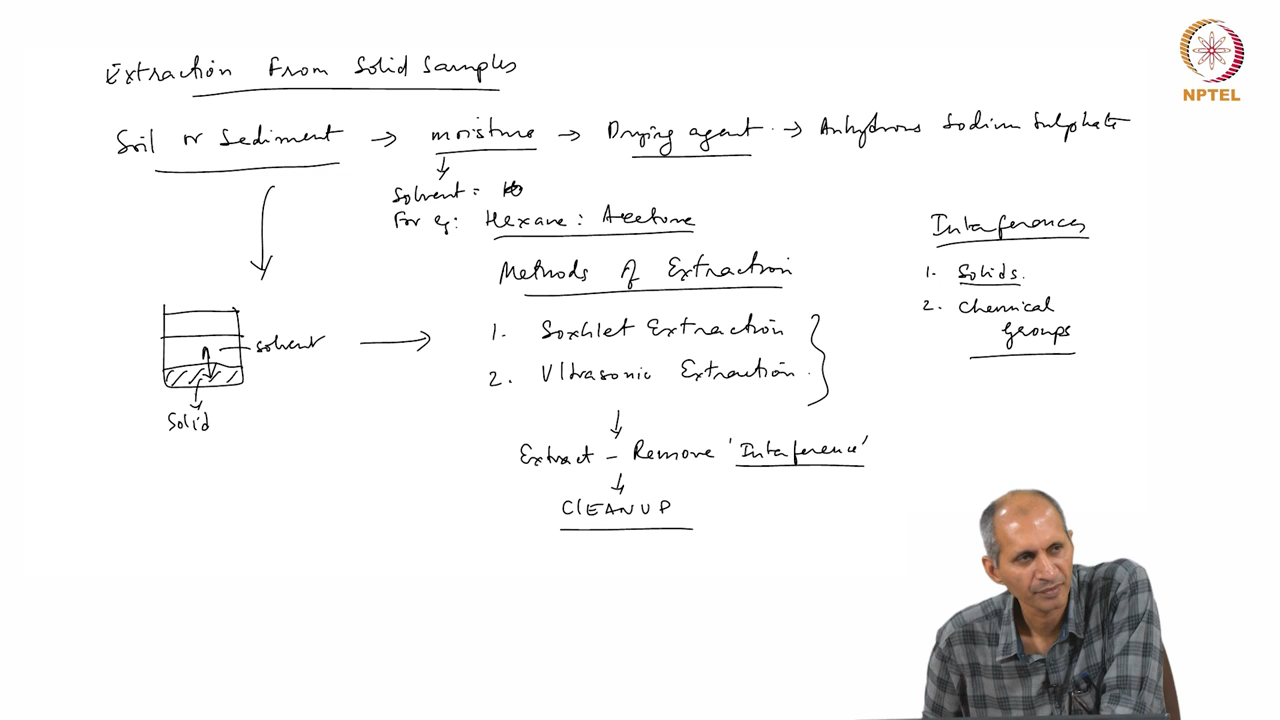 Extraction From Solid Samples
NPTEL
Soil or Sediment → moisture → Drying agent → Anhydrous Sodium Sulphate
Solvent =
For eg: Hexane : Acetone
Methods of Extraction
1. Soxhlet Extraction
2. Ultrasonic Extraction.
solvent
Solid
Extract – Remove 'Interference'
CLEANUP
Interferences
1. Solids.
2. Chemical
Groups